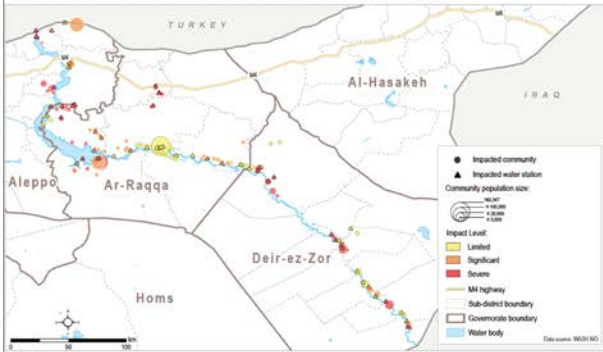 TURKEY
M4
M4
Al-Hasakeh
IRAQ
M4
Aleppo
Ar-Raqqa
Deir-ez-Zor
Homs
0
50
100
km
Impacted community
Impacted water station
Community population size:
Impact Level:
Limited
Significant
Severe
M4 highway
Sub-district boundary
Governorate boundary
Water body
Data source: